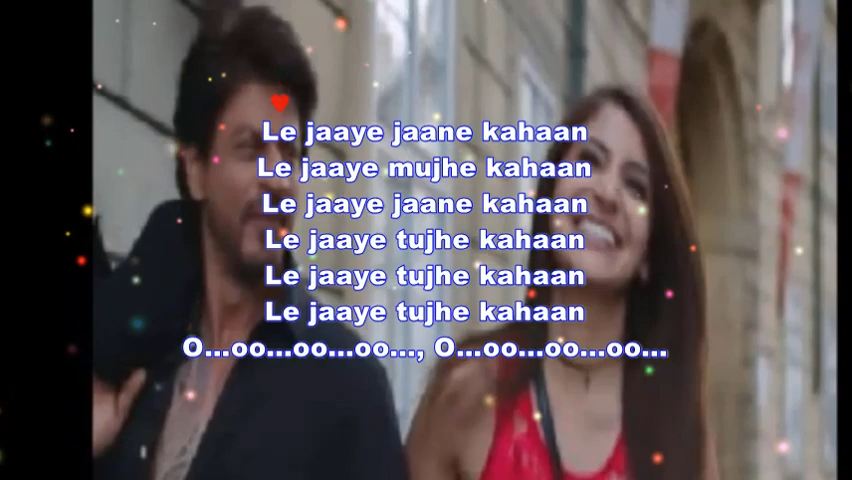 Le jaaye jaane kahaan
Le jaaye mujhe kahaan
Le jaaye jaane kahaan
Le jaaye tujhe kahaan
Le jaaye tujhe kahaan
Le jaaye tujhe kahaan
O...oo...oo...oo..., O...oo...oo...oo...